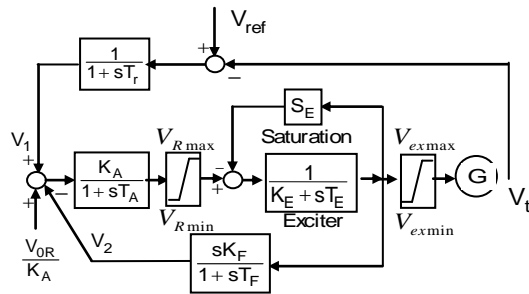 V_ref
1
1 + sT_r
+
−
S_E
Saturation
V_1
+
−
+
K_A
1 + sT_A
V_R max
V_R min
−
+
1
K_E + sT_E
Exciter
V_ex max
V_ex min
G
V_t
V_0R
K_A
V_2
sK_F
1 + sT_F